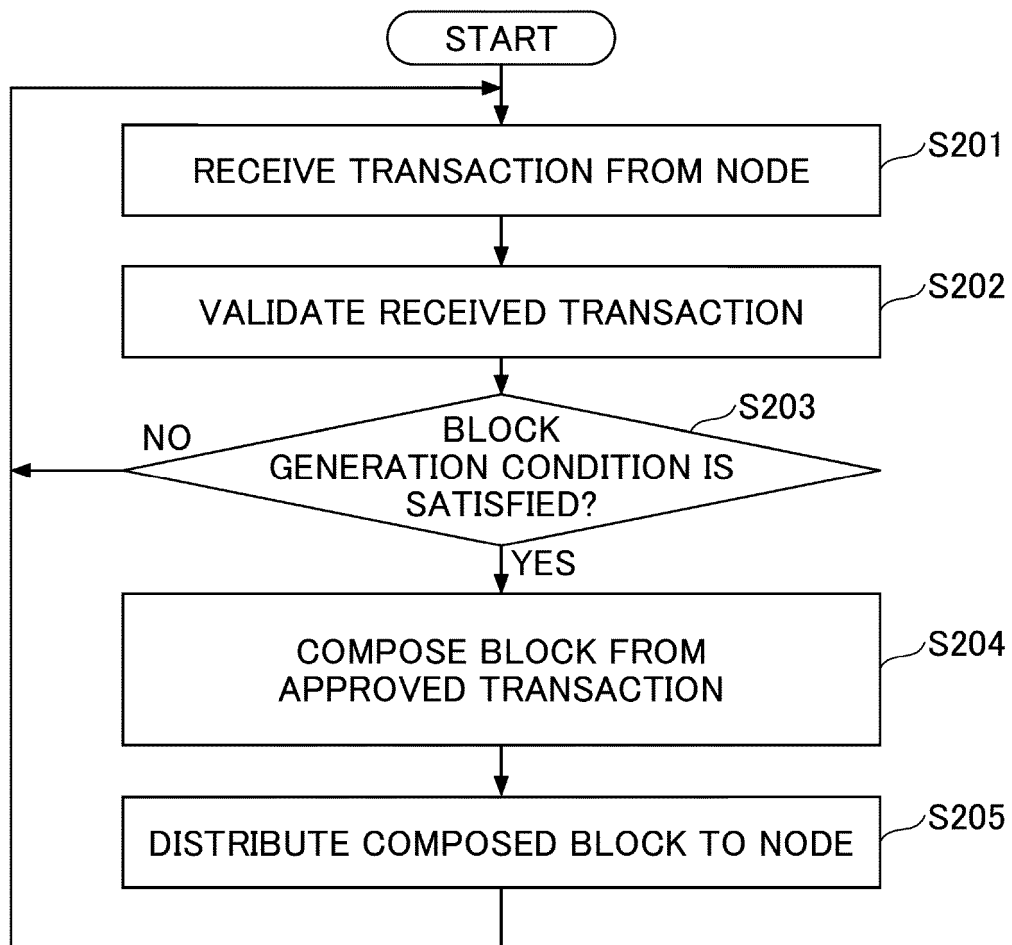 START
RECEIVE TRANSACTION FROM NODE
S201
VALIDATE RECEIVED TRANSACTION
S202
S203
NO
BLOCK
GENERATION CONDITION IS
SATISFIED?
YES
COMPOSE BLOCK FROM
APPROVED TRANSACTION
S204
DISTRIBUTE COMPOSED BLOCK TO NODE
S205